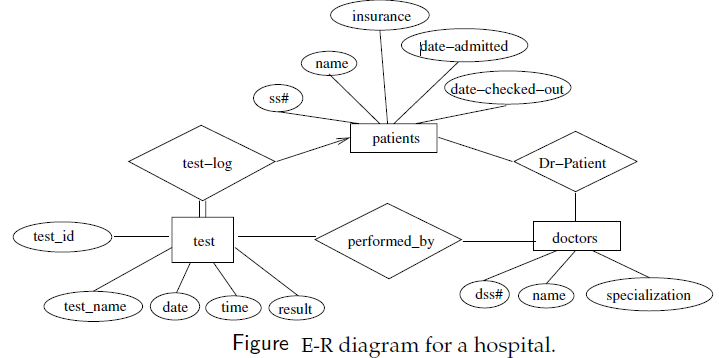 insurance
date–admitted
name
date–checked–out
ss#
patients
test–log
Dr–Patient
test_id
test
performed_by
doctors
test_name
date
time
result
dss#
name
specialization
Figure E-R diagram for a hospital.